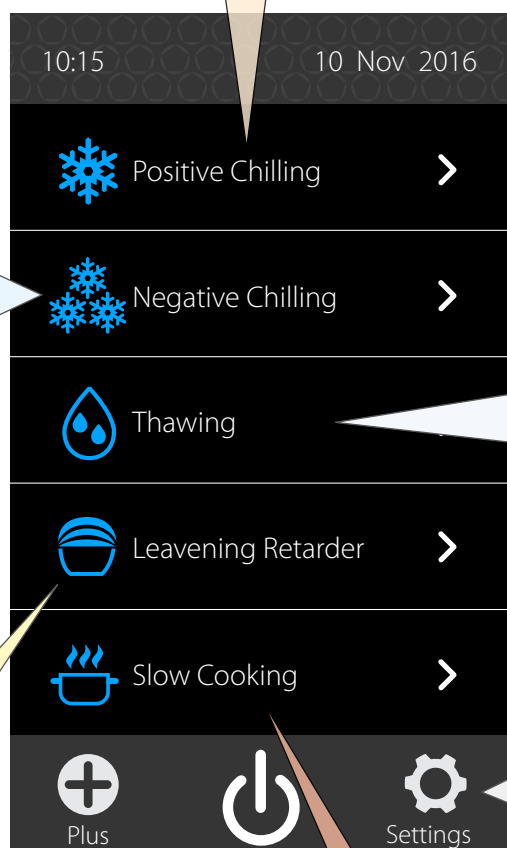 10:15 10 Nov 2016
Positive Chilling
Negative Chilling
Thawing
Leavening Retarder
Slow Cooking
Plus Settings